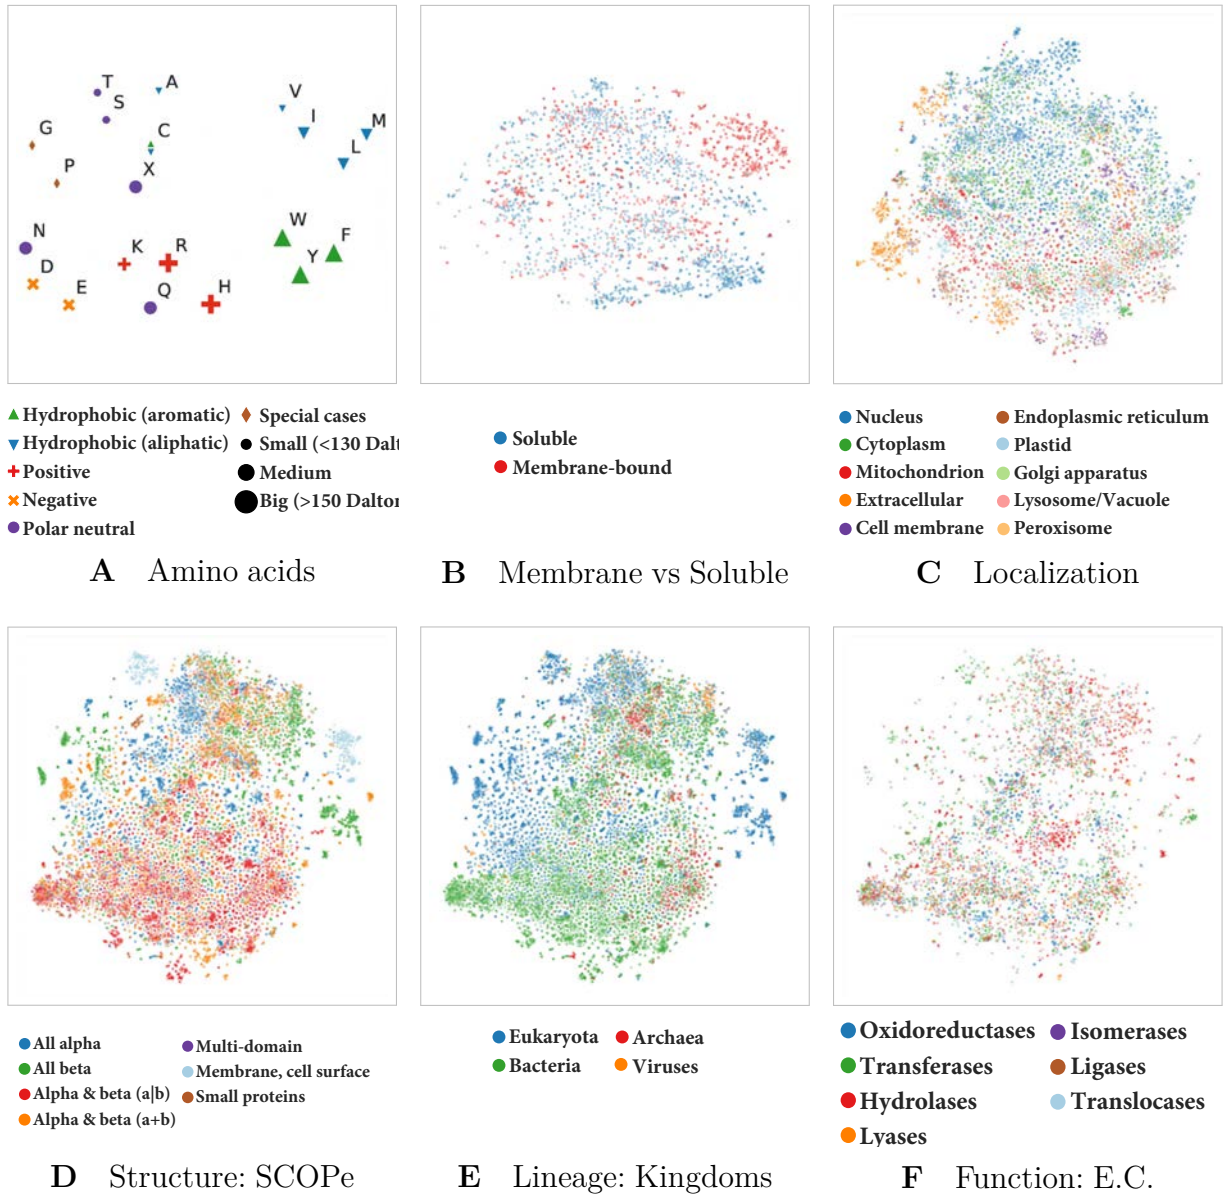 T
A
S
V
I
M
G
C
L
P
X
W
F
N
Y
K
R
D
E
Q
H
Hydrophobic (aromatic)
Hydrophobic (aliphatic)
Positive
Negative
Polar neutral
Special cases
Small (<130 Dalt
Medium
Big (>150 Dalton
A Amino acids
Soluble
Membrane-bound
B Membrane vs Soluble
Nucleus
Cytoplasm
Mitochondrion
Extracellular
Cell membrane
Endoplasmic reticulum
Plastid
Golgi apparatus
Lysosome/Vacuole
Peroxisome
C Localization
All alpha
All beta
Alpha & beta (a|b)
Alpha & beta (a+b)
Multi-domain
Membrane, cell surface
Small proteins
D Structure: SCOPe
Eukaryota
Bacteria
Archaea
Viruses
E Lineage: Kingdoms
Oxidoreductases
Transferases
Hydrolases
Lyases
Isomerases
Ligases
Translocases
F Function: E.C.